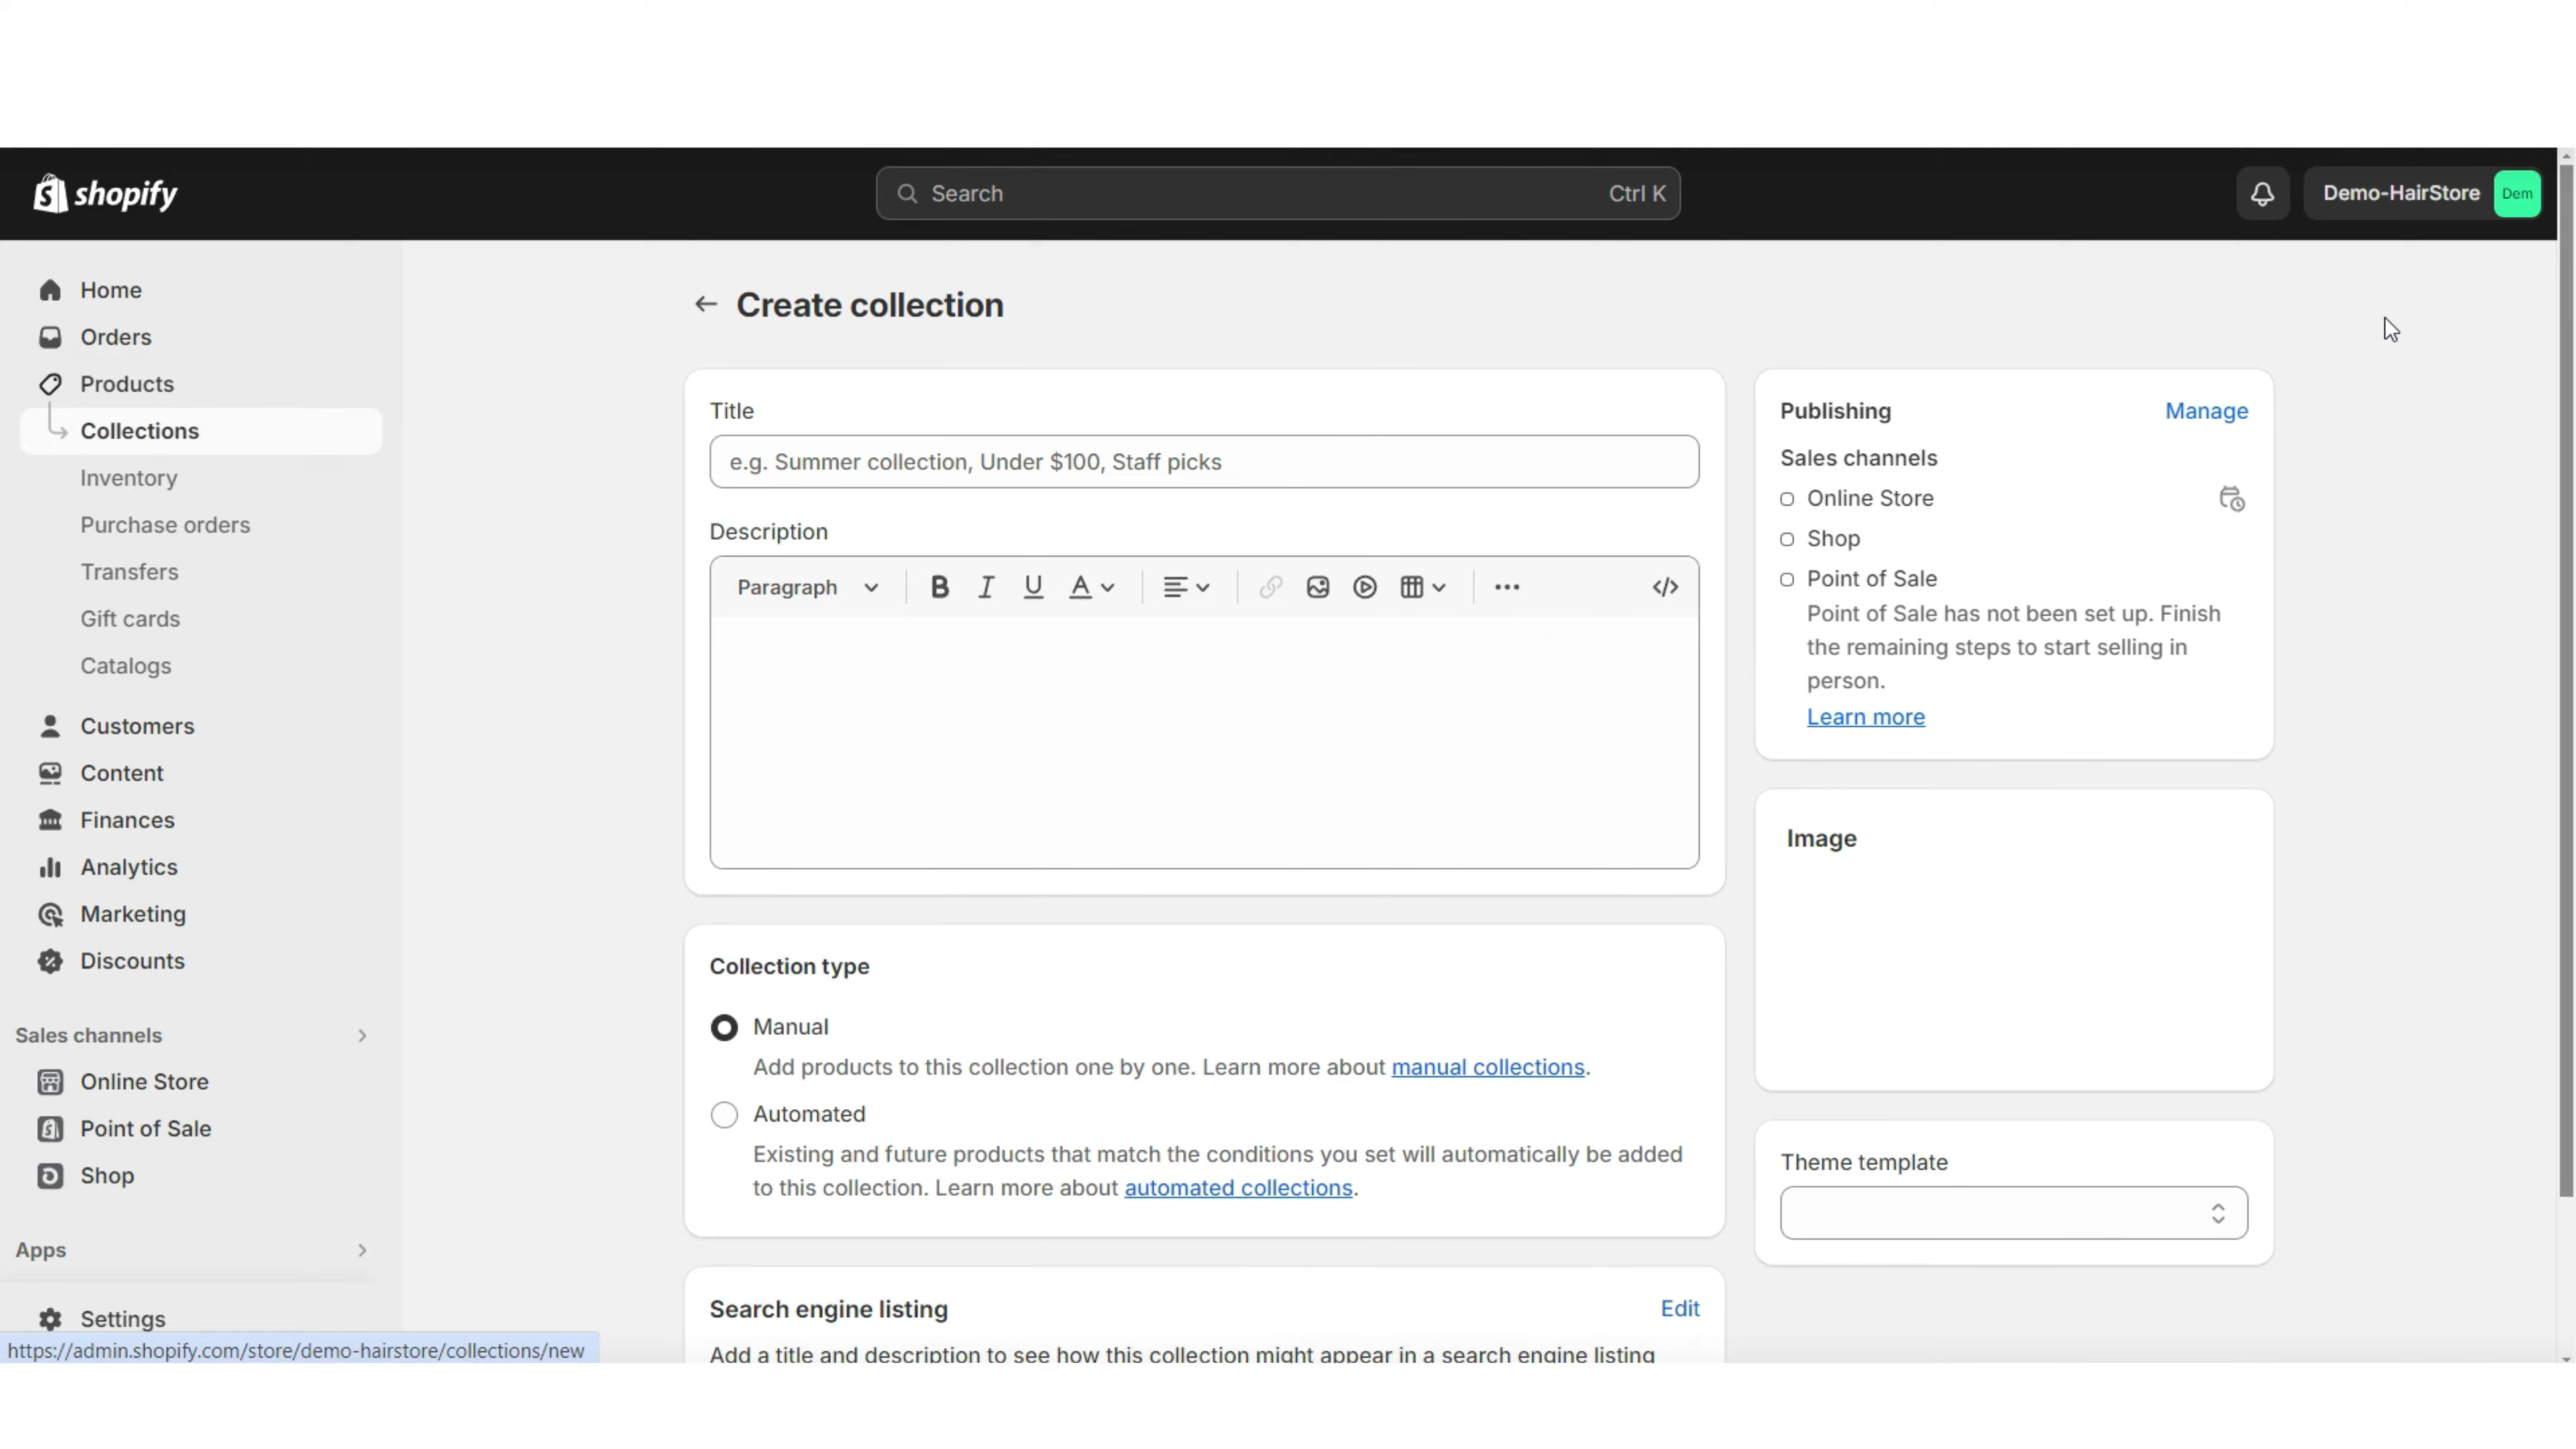 shopify
Search
Ctrl K
Demo-HairStore
Dem
Home
Orders
Products
Collections
Inventory
Purchase orders
Transfers
Gift cards
Catalogs
Customers
Content
Finances
Analytics
Marketing
Discounts
Sales channels
Online Store
Point of Sale
Shop
Apps
Settings
https://admin.shopify.com/store/demo-hairstore/collections/new
Create collection
Title
e.g. Summer collection, Under $100, Staff picks
Description
Paragraph
Collection type
Manual
Add products to this collection one by one. Learn more about manual collections.
Automated
Existing and future products that match the conditions you set will automatically be added
to this collection. Learn more about automated collections.
Search engine listing
Edit
Add a title and description to see how this collection might appear in a search engine listing
Publishing
Manage
Sales channels
Online Store
Shop
Point of Sale
Point of Sale has not been set up. Finish
the remaining steps to start selling in
person.
Learn more
Image
Theme template